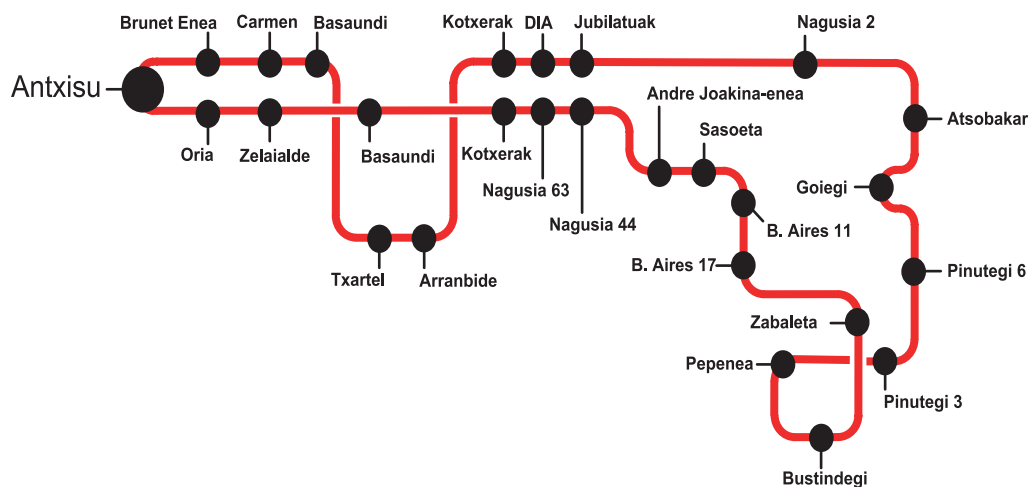 Brunet Enea
Carmen
Basaundi
Kotxerak
DIA
Jubilatuak
Nagusia 2
Antxisu
Andre Joakina-enea
Atsobakar
Sasoeta
Oria
Zelaialde
Basaundi
Kotxerak
Nagusia 63
Goiegi
Nagusia 44
B. Aires 11
Txartel
Arranbide
B. Aires 17
Pinutegi 6
Zabaleta
Pepenea
Pinutegi 3
Bustindegi